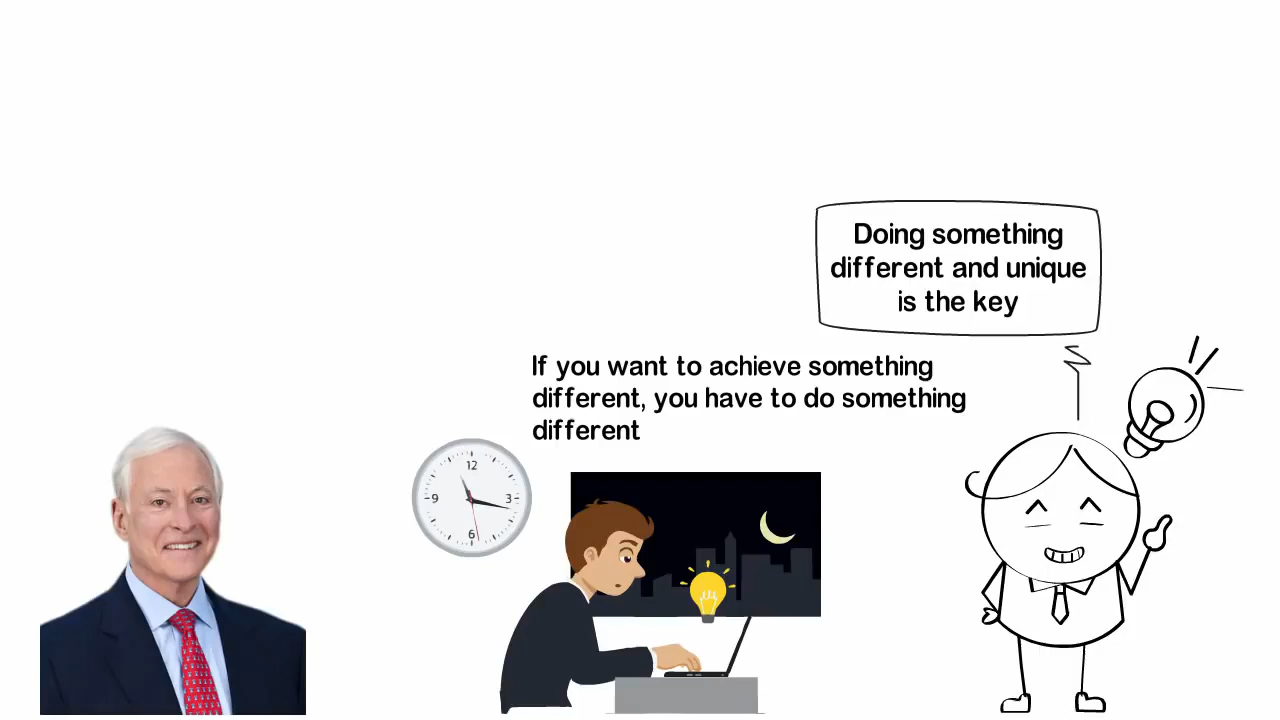 Doing something
different and unique
is the key
If you want to achieve something
different, you have to do something
different
12
9
3
6